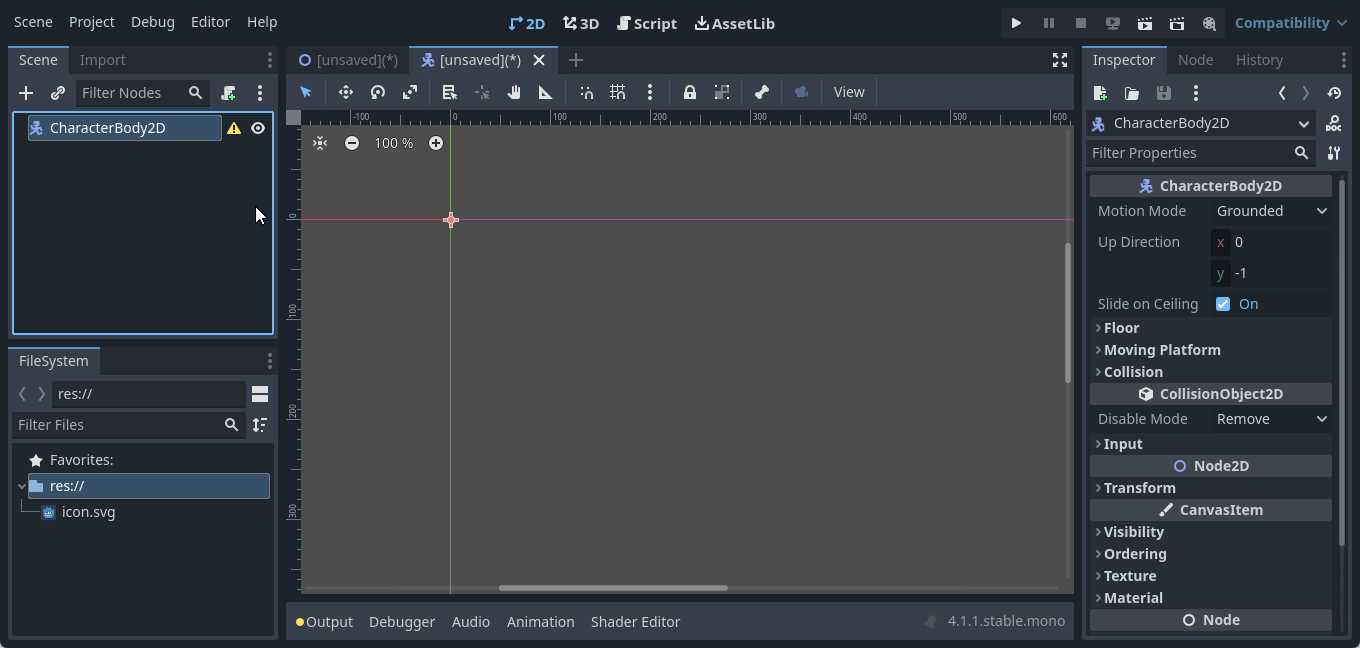 Scene Project Debug Editor Help 2D 3D Script AssetLib Compatibility
Scene Import [unsaved](*) [unsaved](*) Inspector Node History
Filter Nodes View
-100 0 100 200 300 400 500 600
CharacterBody2D CharacterBody2D
100 % Filter Properties
CharacterBody2D
Motion Mode Grounded
0
Up Direction x 0
y -1
Slide on Ceiling On
100
Floor
Moving Platform
FileSystem Collision
res:// CollisionObject2D
200
Filter Files Disable Mode Remove
Input
Favorites: Node2D
res:// Transform
300
icon.svg CanvasItem
Visibility
Ordering
Texture
Material
Output Debugger Audio Animation Shader Editor 4.1.1.stable.mono Node